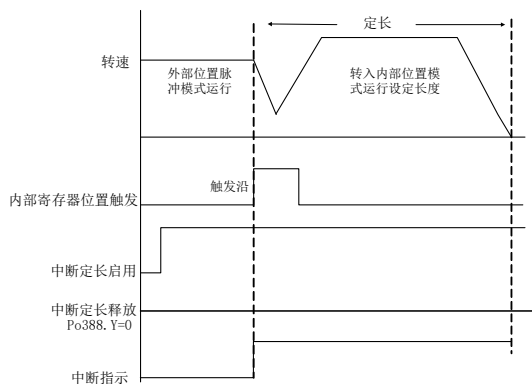 定长
转速
外部位置脉
冲模式运行
转入内部位置模
式运行设定长度
内部寄存器位置触发
触发沿
中断定长启用
中断定长释放
Po388.Y=0
中断指示